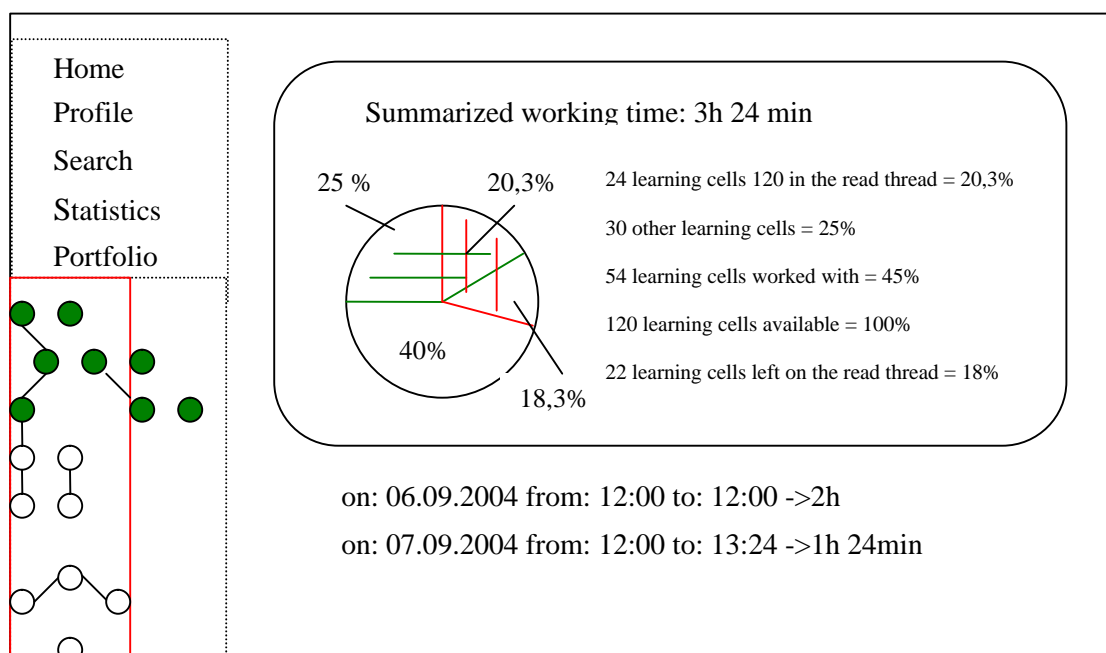 Home
Profile
Search
Statistics
Portfolio
Summarized working time: 3h 24 min
25 %
20,3%
40%
18,3%
24 learning cells 120 in the read thread = 20,3%
30 other learning cells = 25%
54 learning cells worked with = 45%
120 learning cells available = 100%
22 learning cells left on the read thread = 18%
on: 06.09.2004 from: 12:00 to: 12:00 ->2h
on: 07.09.2004 from: 12:00 to: 13:24 ->1h 24min